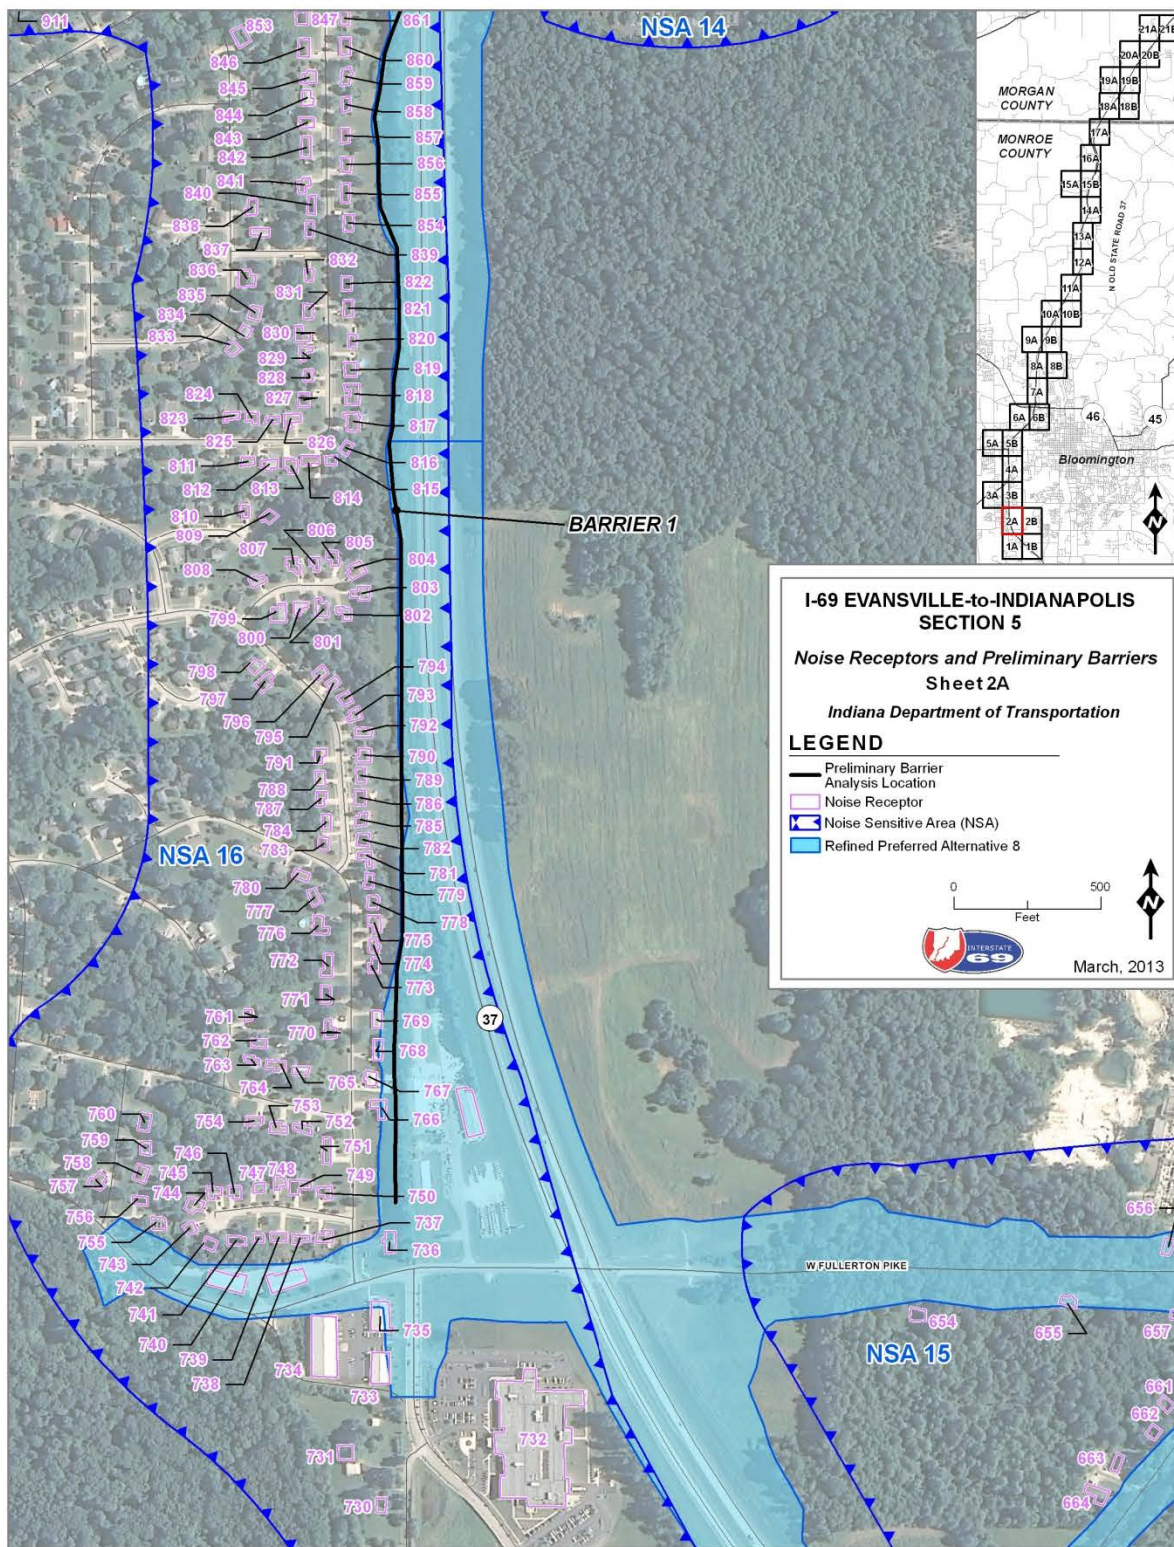 911
853
847
861
NSA 14
846
860
845
859
844
858
843
857
842
856
841
855
840
854
838
839
837
832
836
822
835
831
821
834
830
820
833
829
819
828
818
824
827
823
817
825
826
816
811
815
812
813
814
810
BARRIER 1
809
806
805
807
804
808
803
799
802
800
801
798
794
797
793
796
792
795
791
790
789
788
786
787
785
784
782
783
NSA 16
781
780
779
777
778
776
775
772
774
773
771
761
769
37
770
762
768
763
764
765
767
766
760
753
754
752
759
751
746
758
745
747
748
749
757
744
750
756
737
755
736
743
742
W FULLERTON PIKE
741
735
740
739
734
738
733
732
731
730
656
654
655
657
NSA 15
661
662
663
664
21A
21B
20A
20B
19A
19B
MORGAN
COUNTY
18A
18B
17A
MONROE
COUNTY
16A
15A
15B
14A
N OLD STATE ROAD 37
13A
12A
11A
10A
10B
9A
9B
8A
8B
7A
6A
6B
46
45
5A
5B
Bloomington
4A
3A
3B
2A
2B
N
1A
1B
I-69 EVANSVILLE-to-INDIANAPOLIS
SECTION 5
Noise Receptors and Preliminary Barriers
Sheet 2A
Indiana Department of Transportation
LEGEND
Preliminary Barrier
Analysis Location
Noise Receptor
Noise Sensitive Area (NSA)
Refined Preferred Alternative 8
0 500
Feet
N
INTERSTATE
69
March, 2013